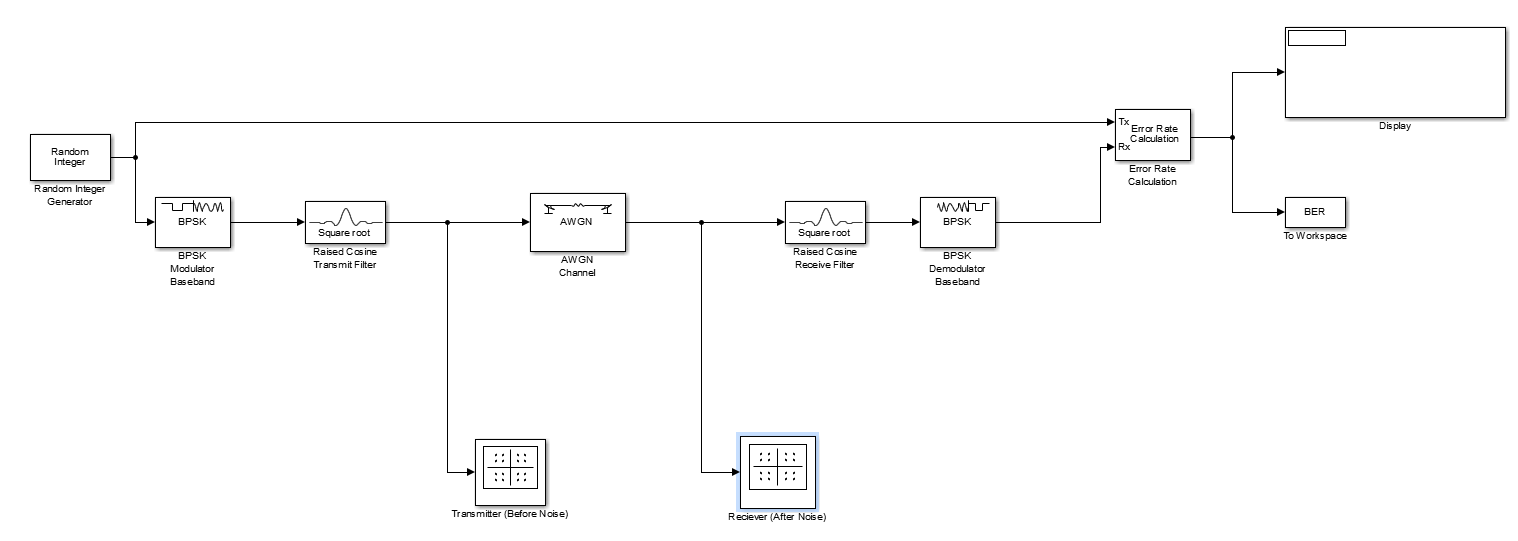 Display
Tx
Error Rate
Calculation
Rx
Error Rate
Calculation
Random
Integer
Random Integer
Generator
BPSK
BPSK
Modulator
Baseband
Square root
Raised Cosine
Transmit Filter
AWGN
AWGN
Channel
Square root
Raised Cosine
Receive Filter
BPSK
BPSK
Demodulator
Baseband
BER
To Workspace
Transmitter (Before Noise)
Reciever (After Noise)